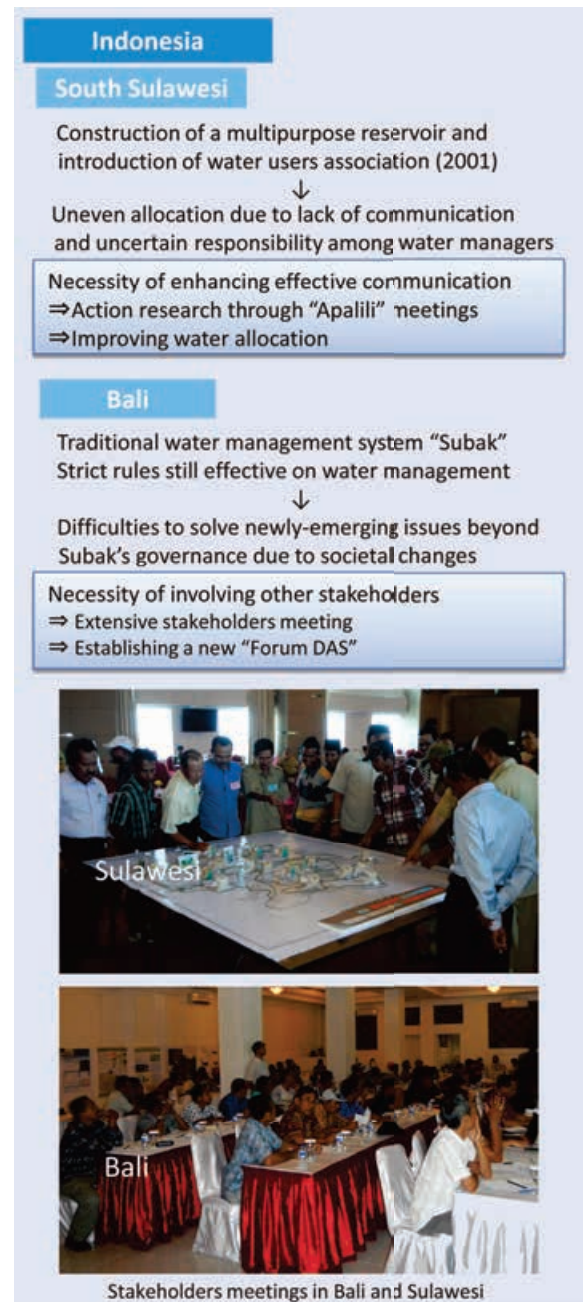 Indonesia
South Sulawesi
Construction of a multipurpose reservoir and
introduction of water users association (2001)
↓
Uneven allocation due to lack of communication
and uncertain responsibility among water managers
Necessity of enhancing effective communication
⇒Action research through “Apalili” meetings
⇒Improving water allocation
Bali
Traditional water management system “Subak”
Strict rules still effective on water management
↓
Difficulties to solve newly-emerging issues beyond
Subak’s governance due to societal changes
Necessity of involving other stakeholders
⇒ Extensive stakeholders meeting
⇒ Establishing a new “Forum DAS”
Sulawesi
Bali
Stakeholders meetings in Bali and Sulawesi